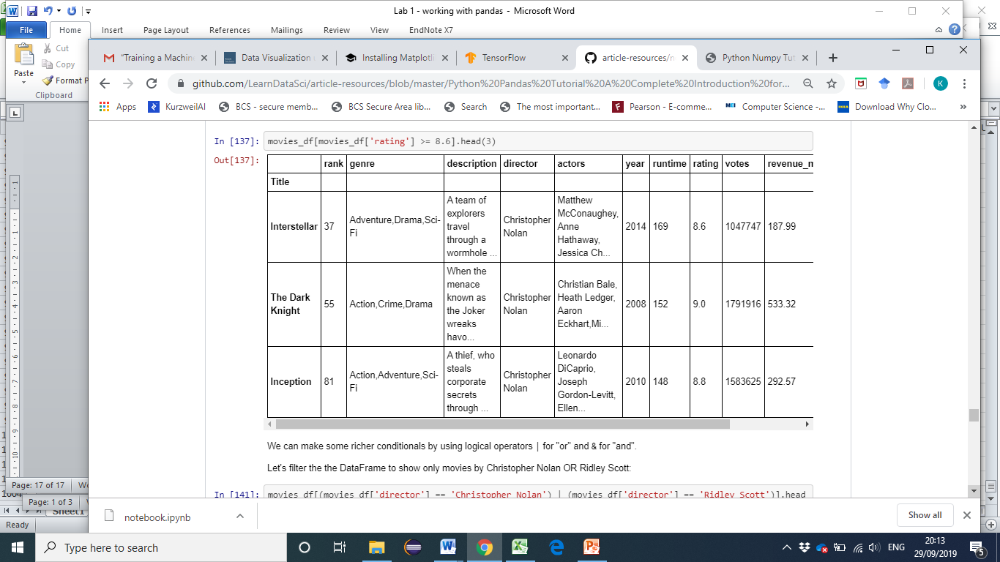 Lab 1 - working with pandas - Microsoft Word
File Home Insert Page Layout References Mailings Review View EndNote X7
Cut
Copy
Format P
Paste
Clipboard
"Training a Machin
Data Visualization
Installing Matplotli
TensorFlow
article-resources/n
Python Numpy Tut
github.com/LearnDataSci/article-resources/blob/master/Python%20Pandas%20Tutorial%20A%20Complete%20Introduction%20for...
K
Apps KurzweilAI BCS - secure memb... BCS Secure Area lib... Search The most important... Pearson - E-comme... MEI Computer Science -... IKEA Download Why Clo... »
In [137]: movies_df[movies_df['rating'] >= 8.6].head(3)
Out[137]:
rank genre description director actors year runtime rating votes revenue_m
Title
Interstellar 37 Adventure,Drama,Sci-
Fi
A team of
explorers
travel
through a
wormhole ...
Christopher
Nolan
Matthew
McConaughey,
Anne
Hathaway,
Jessica Ch...
2014 169 8.6 1047747 187.99
The Dark
Knight
55 Action,Crime,Drama
When the
menace
known as
the Joker
wreaks
havo...
Christopher
Nolan
Christian Bale,
Heath Ledger,
Aaron
Eckhart,Mi...
2008 152 9.0 1791916 533.32
Inception 81 Action,Adventure,Sci-
Fi
A thief, who
steals
corporate
secrets
through ...
Christopher
Nolan
Leonardo
DiCaprio,
Joseph
Gordon-Levitt,
Ellen...
2010 148 8.8 1583625 292.57
We can make some richer conditionals by using logical operators | for "or" and & for "and".
Let's filter the the DataFrame to show only movies by Christopher Nolan OR Ridley Scott:
In [141]: movies_df[(movies_df['director'] == 'Christopher Nolan') | (movies_df['director'] == 'Ridley Scott')].head
Page: 17 of 17
Page: 1 of 3
Sheet1
Ready
notebook.ipynb
Show all
Type here to search
ENG
20:13
29/09/2019
5